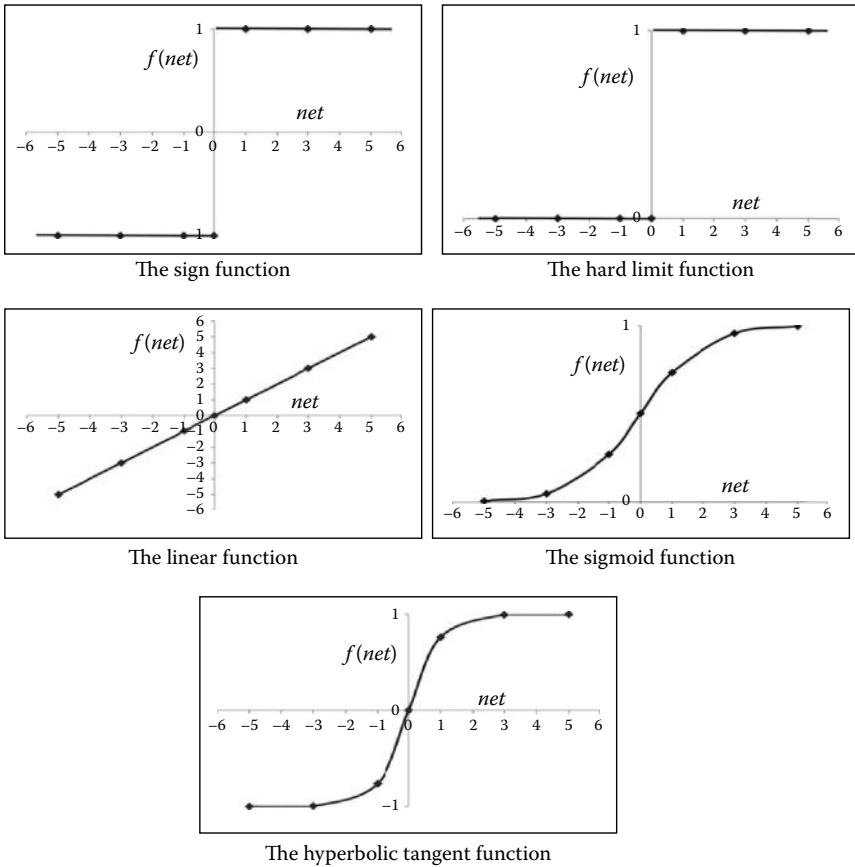 1
f(net)
net
0
–6 –5 –4 –3 –2 –1 0 1 2 3 4 5 6
1
The sign function
1
f(net)
net
0
–6 –5 –4 –3 –2 –1 0 1 2 3 4 5 6
The hard limit function
6
5
f(net)
4
3
2
1
net
0
–6 –5 –4 –3 –2 –1 0 1 2 3 4 5 6
–1
–2
–3
–4
–5
–6
The linear function
1
f(net)
0
net
–6 –5 –4 –3 –2 –1 0 1 2 3 4 5 6
The sigmoid function
1
f(net)
net
0
–6 –5 –4 –3 –2 –1 0 1 2 3 4 5 6
–1
The hyperbolic tangent function